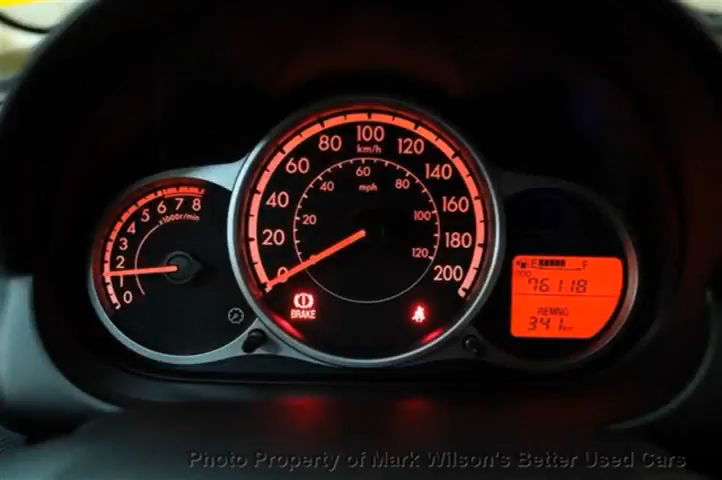 0 1 2 3 4 5 6 7 8
x1000r/min
0 20 40 60 80 100 120 140 160 180 200
km/h
20 40 60 80 100 120
mph
BRAKE
E F
ODO
76118
REMNG
341 km
Photo Property of Mark Wilson's Better Used Cars